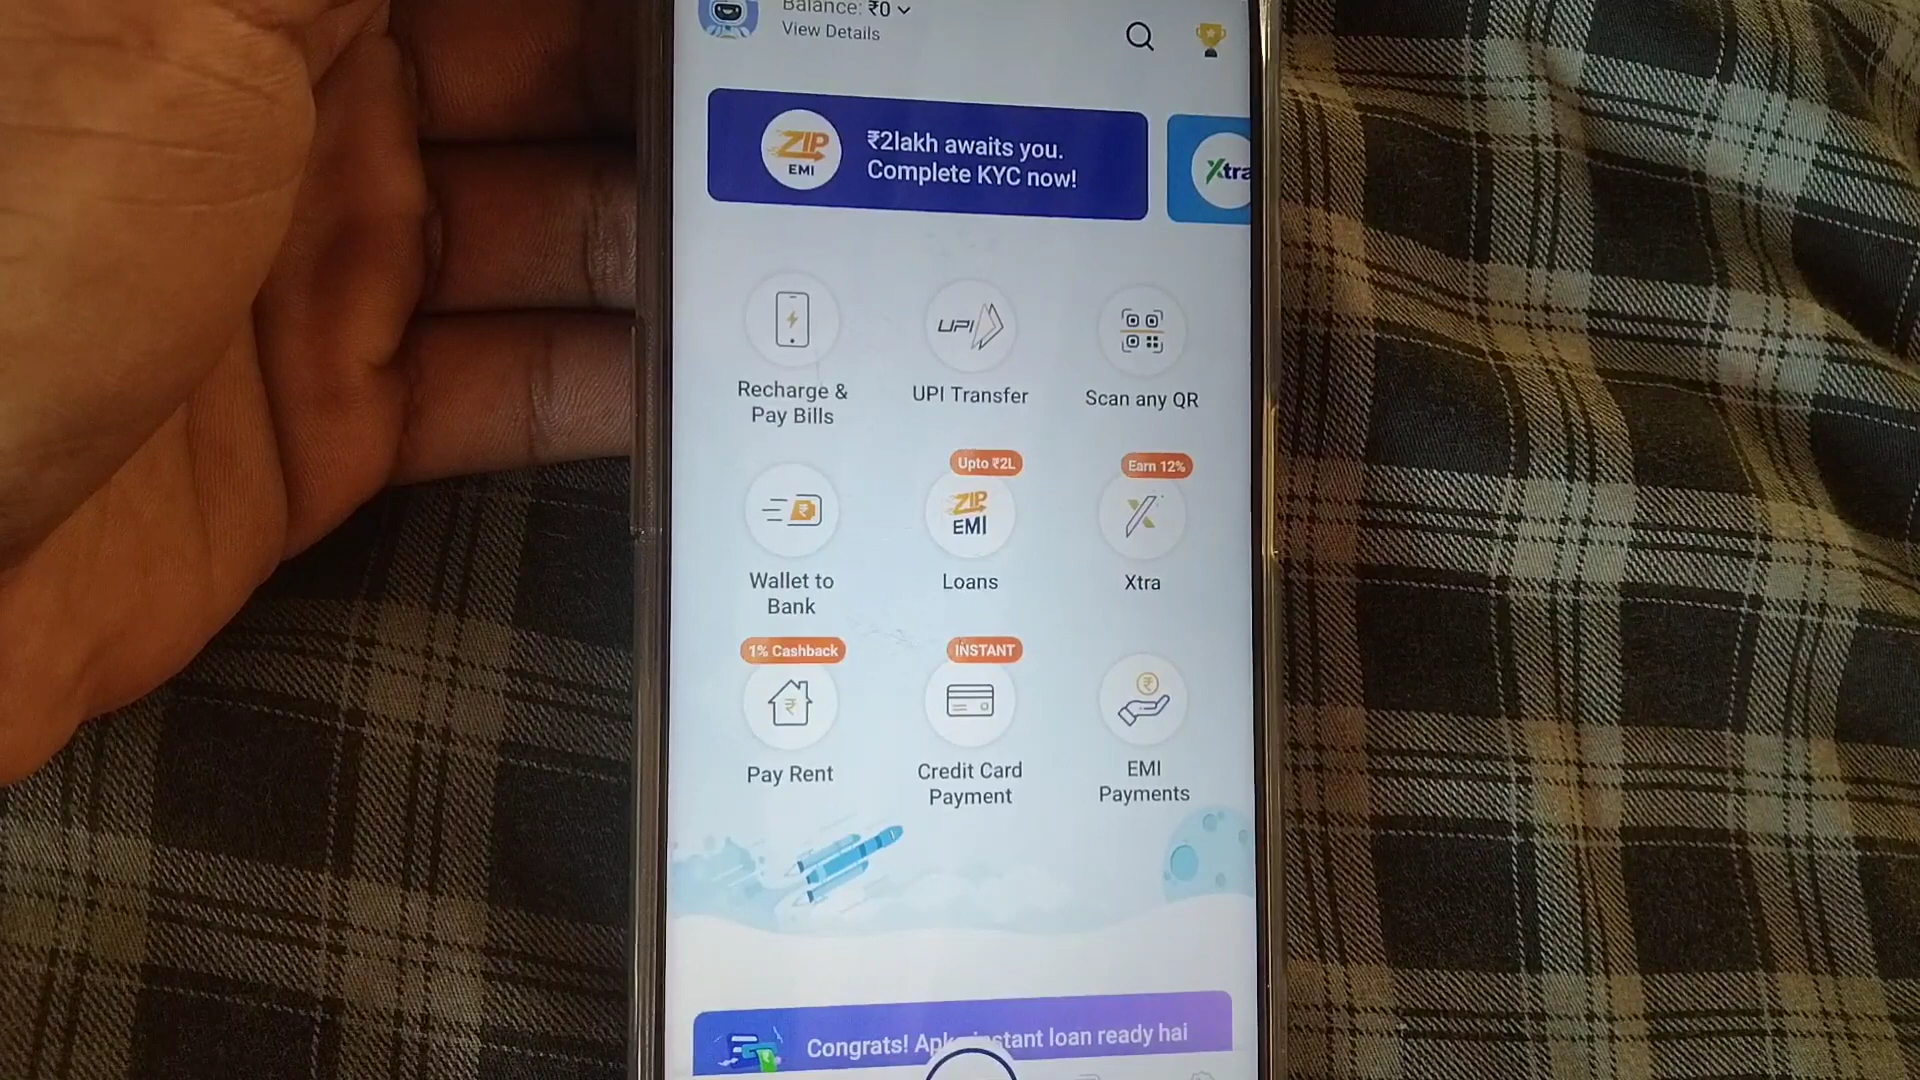 Balance: ₹0
View Details
ZIP
EMI
₹2lakh awaits you.
Complete KYC now!
Xtra
Recharge &
Pay Bills
UPI
UPI Transfer
Scan any QR
Wallet to
Bank
Upto ₹2L
ZIP
EMI
Loans
Earn 12%
Xtra
1% Cashback
Pay Rent
INSTANT
Credit Card
Payment
EMI
Payments
Congrats! instant loan ready hai